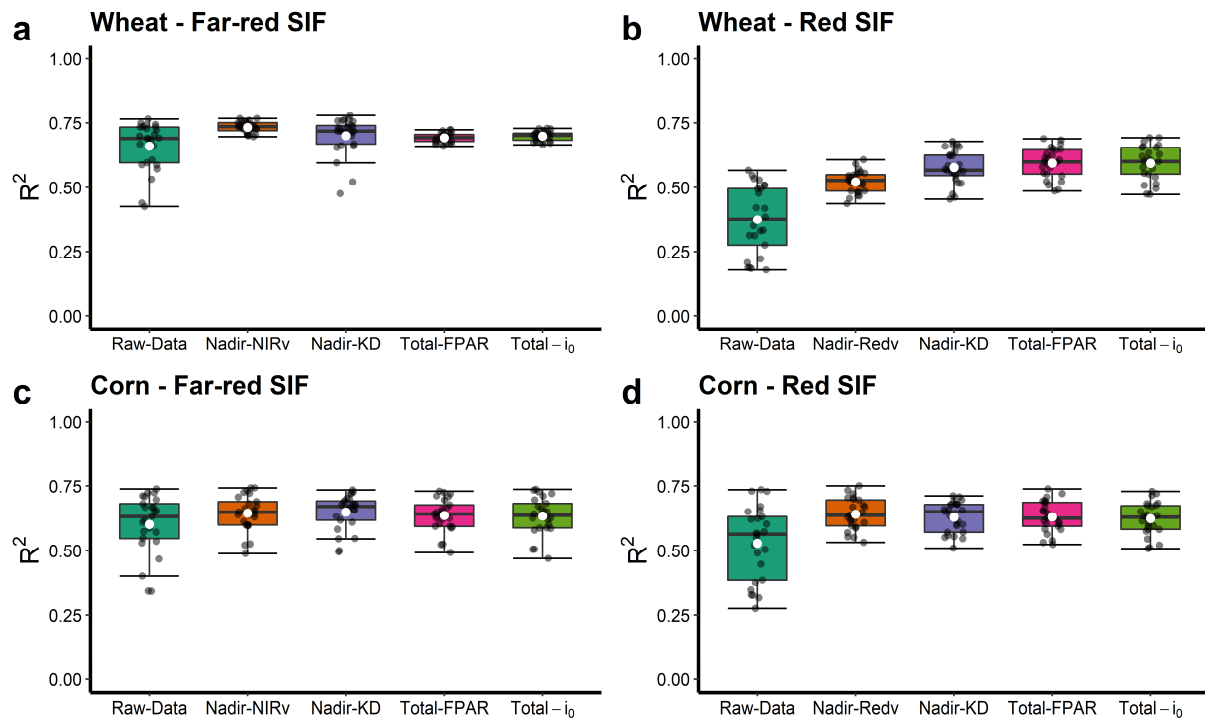 a Wheat - Far-red SIF
R²
1.00
0.75
0.50
0.25
0.00
Raw-Data Nadir-NIRv Nadir-KD Total-FPAR Total − i₀
b Wheat - Red SIF
R²
1.00
0.75
0.50
0.25
0.00
Raw-Data Nadir-Redv Nadir-KD Total-FPAR Total − i₀
c Corn - Far-red SIF
R²
1.00
0.75
0.50
0.25
0.00
Raw-Data Nadir-NIRv Nadir-KD Total-FPAR Total − i₀
d Corn - Red SIF
R²
1.00
0.75
0.50
0.25
0.00
Raw-Data Nadir-Redv Nadir-KD Total-FPAR Total − i₀